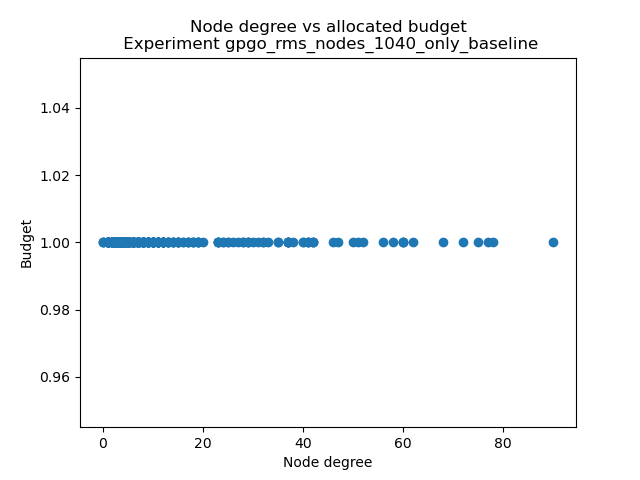 Node degree vs allocated budget
Experiment gpgo_rms_nodes_1040_only_baseline
1.04
1.02
1.00
0.98
0.96
Budget
0
20
40
60
80
Node degree